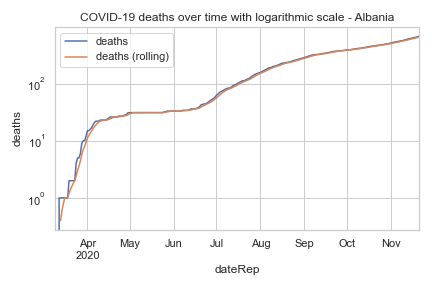 COVID-19 deaths over time with logarithmic scale - Albania
deaths
deaths (rolling)
10²
10¹
10⁰
deaths
Apr May Jun Jul Aug Sep Oct Nov
2020
dateRep